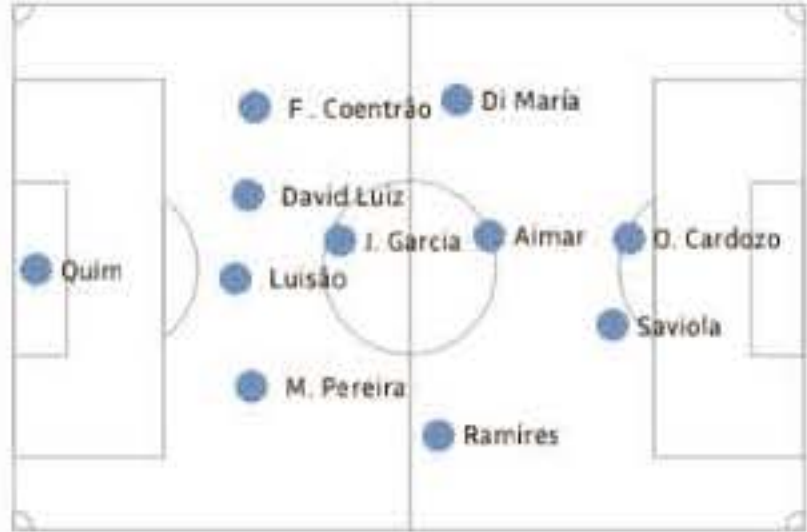 F. Coentrão
Di María
David Luiz
J. Garcia
Aimar
O. Cardozo
Quim
Luisão
Saviola
M. Pereira
Ramires